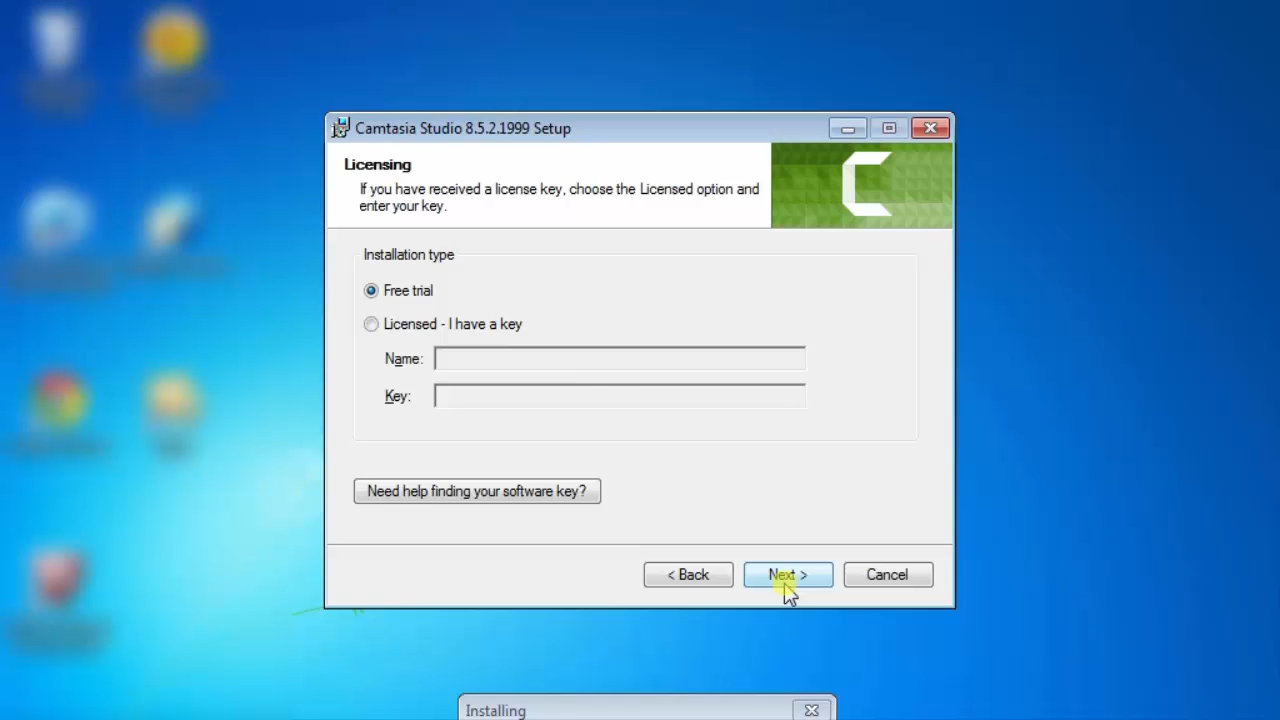 Camtasia Studio 8.5.2.1999 Setup
Licensing
If you have received a license key, choose the Licensed option and
enter your key.
Installation type
Free trial
Licensed - I have a key
Name:
Key:
Need help finding your software key?
< Back
Next >
Cancel
Installing